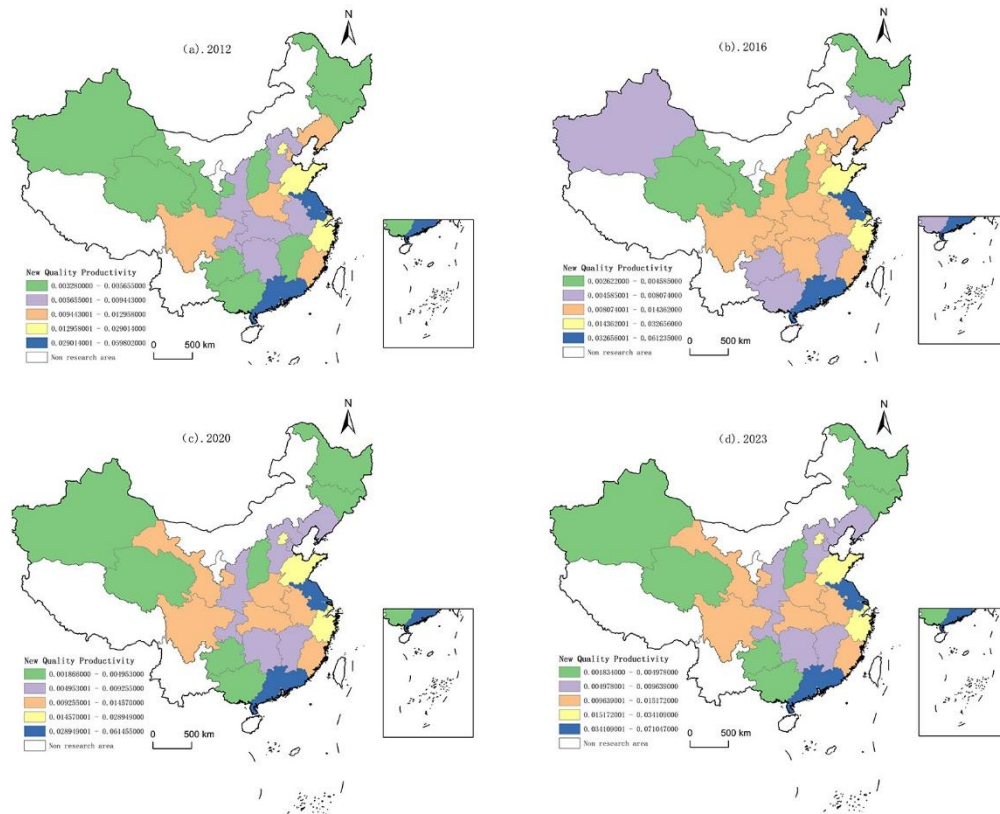 N
(a).2012
New Quality Productivity
0.003280000 - 0.005655000
0.005655001 - 0.009443000
0.009443001 - 0.012958000
0.012958001 - 0.029014000
0.029014001 - 0.059802000
Non research area
0 500 km
N
(b).2016
New Quality Productivity
0.002622000 - 0.004585000
0.004585001 - 0.008074000
0.008074001 - 0.014362000
0.014362001 - 0.032656000
0.032656001 - 0.061235000
Non research area
0 500 km
N
(c).2020
New Quality Productivity
0.001866000 - 0.004953000
0.004953001 - 0.009255000
0.009255001 - 0.014570000
0.014570001 - 0.028949000
0.028949001 - 0.061455000
Non research area
0 500 km
N
(d).2023
New Quality Productivity
0.001834000 - 0.004978000
0.004978001 - 0.009639000
0.009639001 - 0.015172000
0.015172001 - 0.034109000
0.034109001 - 0.071047000
Non research area
0 500 km